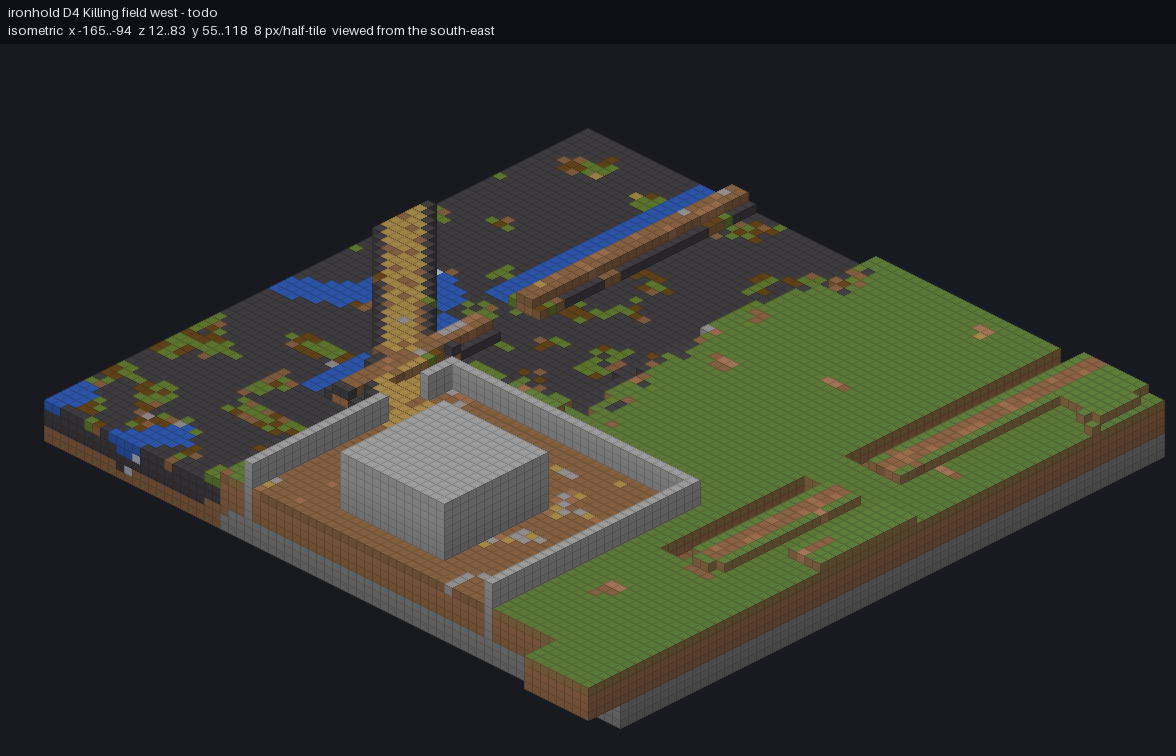 ironhold D4 Killing field west - todo
isometric x -165..-94 z 12..83 y 55..118 8 px/half-tile viewed from the south-east